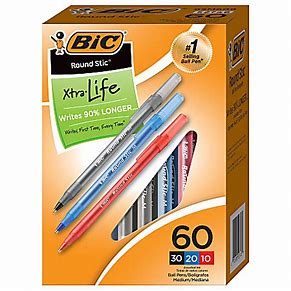 BiC
Round Stic®
Xtra-Life
Writes 90% LONGER...
Writes First Time, Every Time®
#1
Selling
Ball Pen!
60
30 20 10
Ball Pens/Bolígrafos
Medium/Mediana